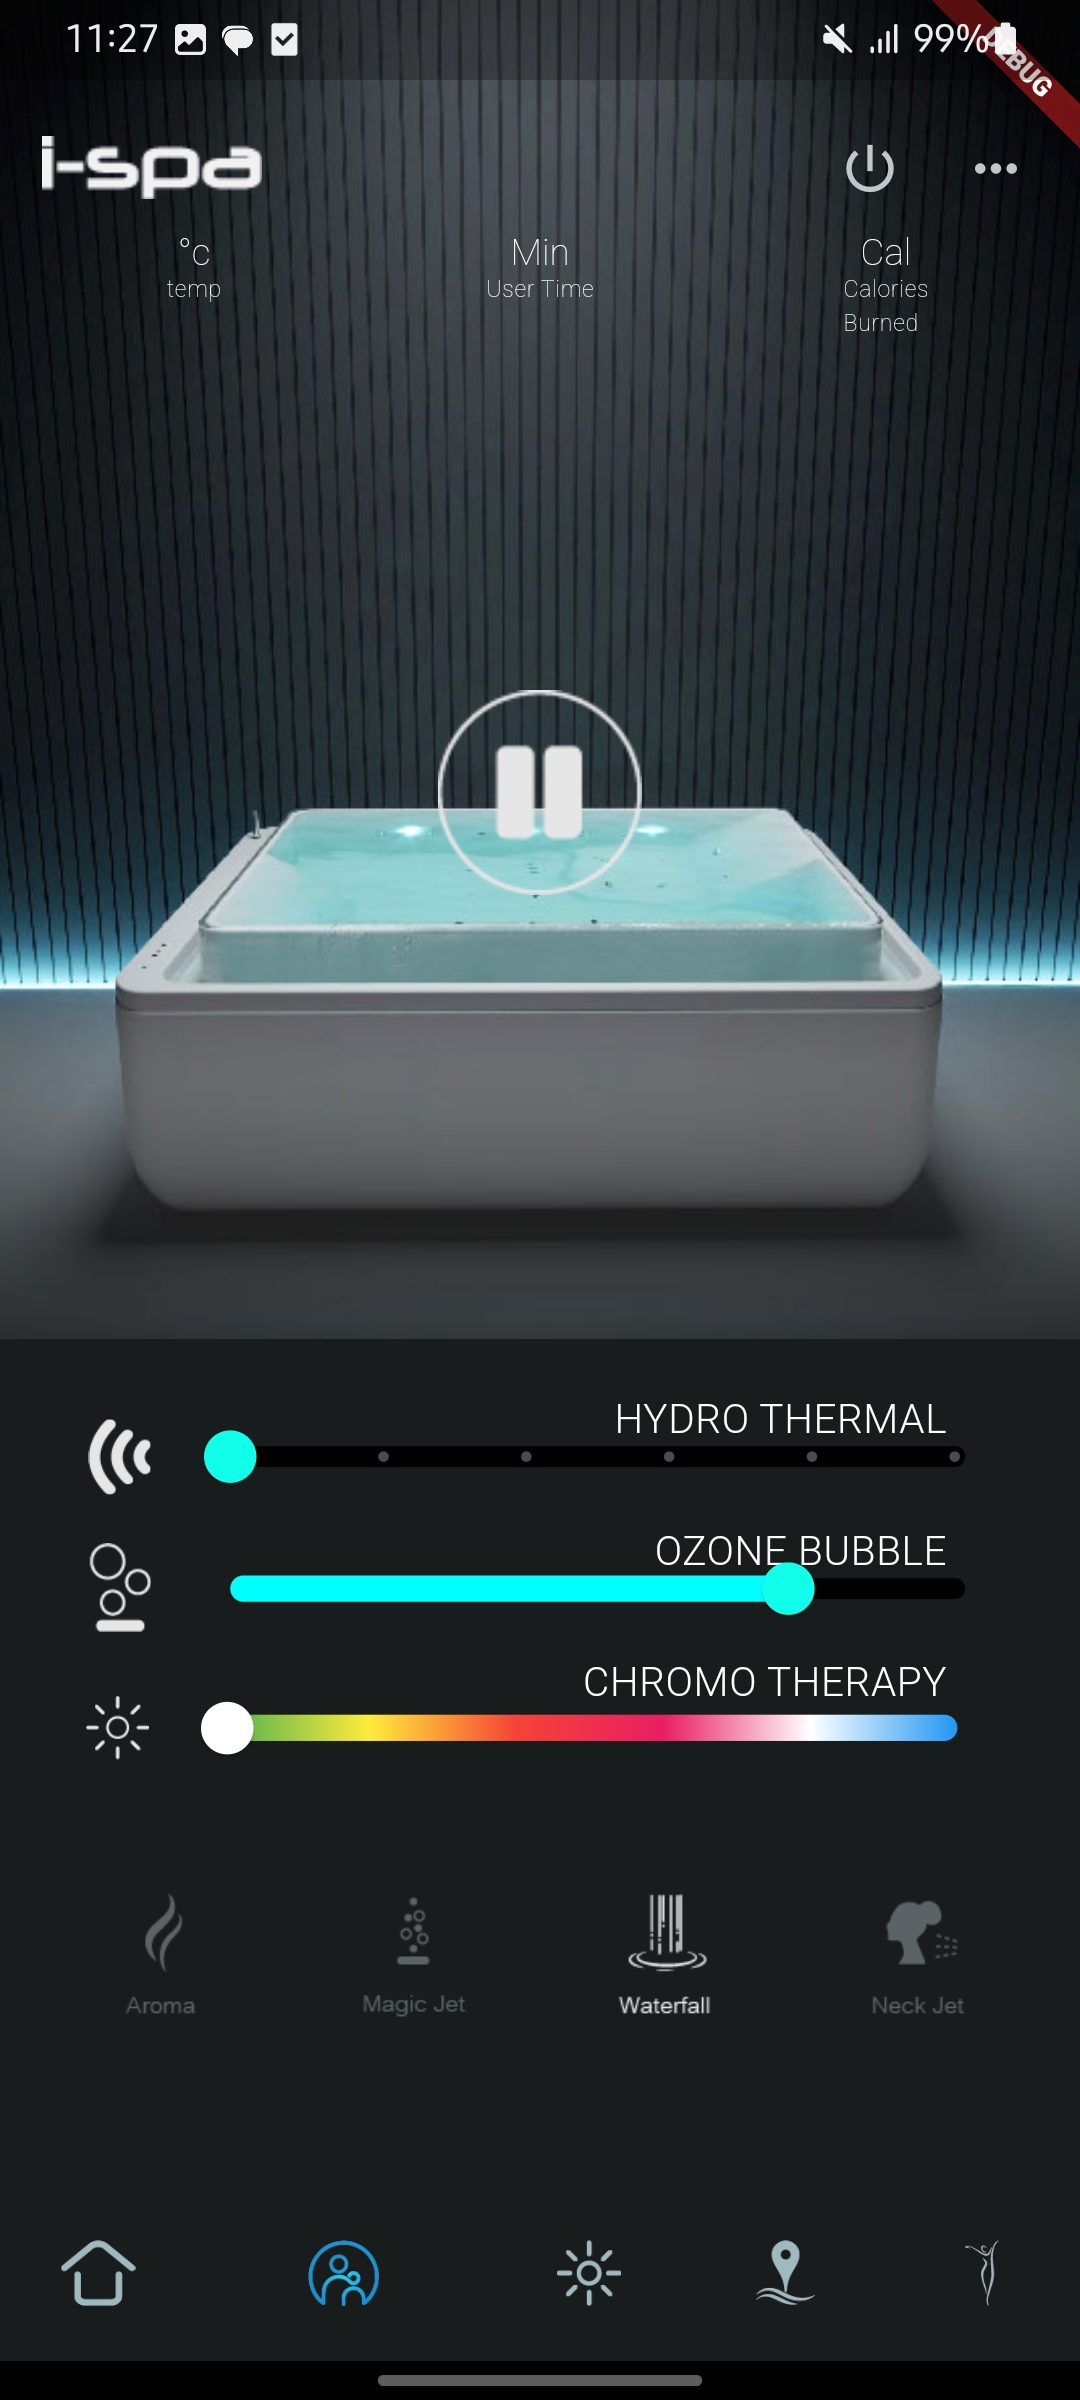 11:27
99%
DEBUG
i-spa
°c
temp
Min
User Time
Cal
Calories
Burned
HYDRO THERMAL
OZONE BUBBLE
CHROMO THERAPY
Aroma
Magic Jet
Waterfall
Neck Jet